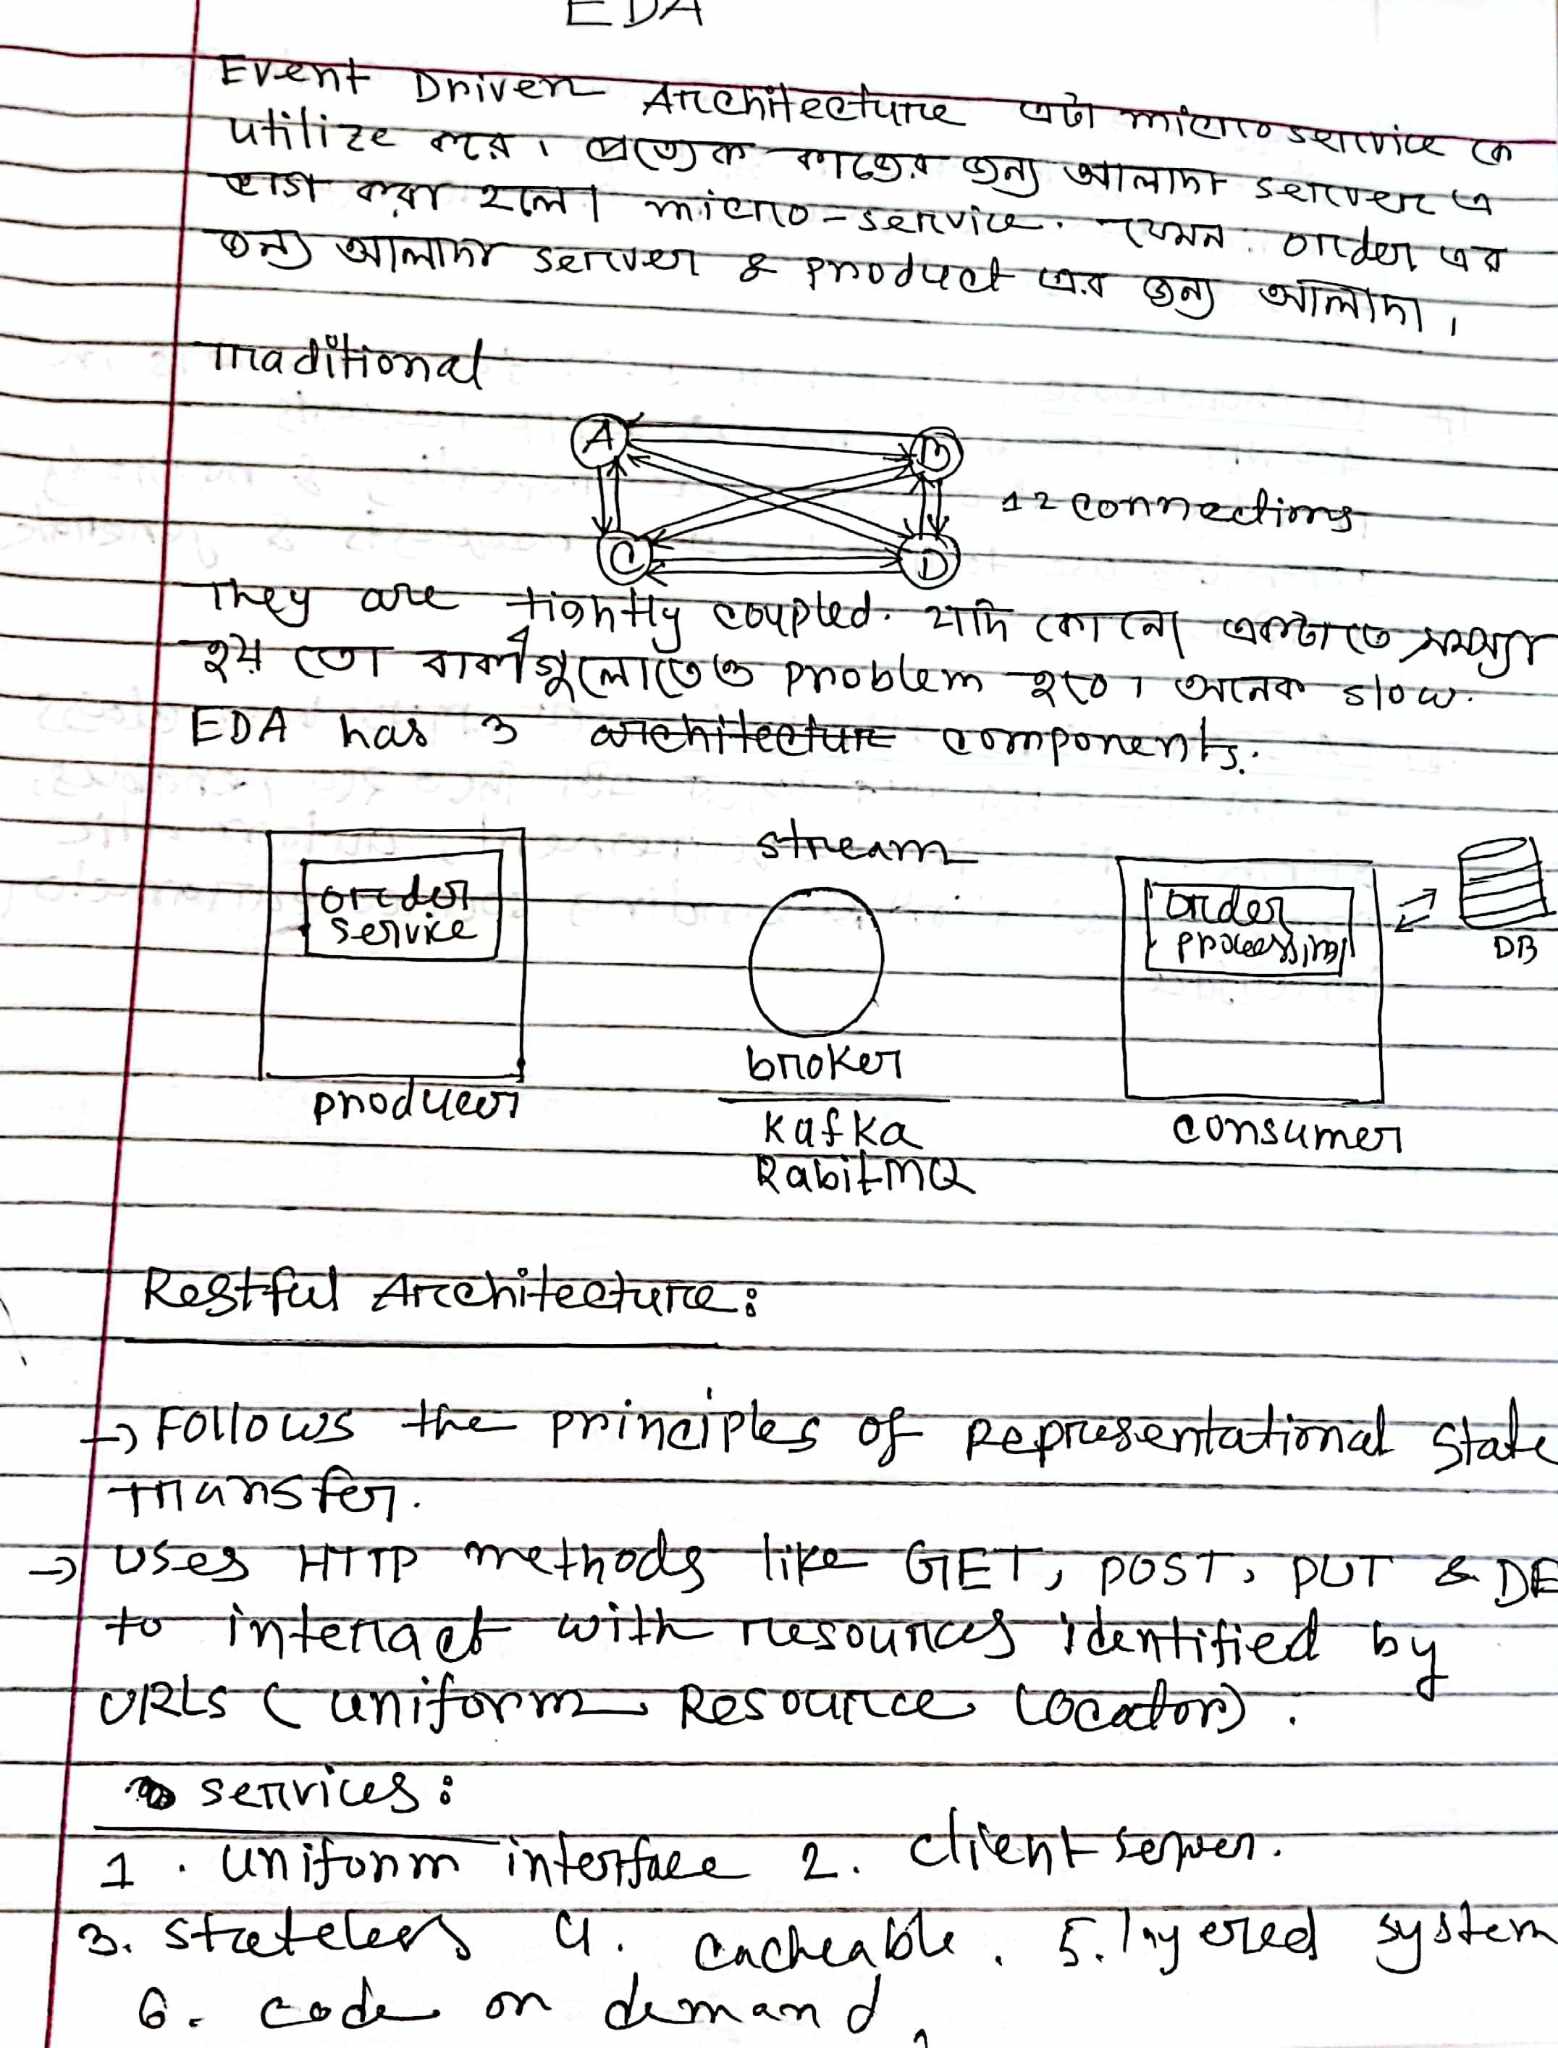 EDA
Event Driven Architecture এটা microservice কে
utilize করে। প্রত্যেক কাজের জন্য আলাদা server এ
ভাগ করা হলো micro-service. যেমন: order এর
জন্য আলাদা server & product এর জন্য আলাদা।
Traditional
A B
12 connections
C D
They are tightly coupled. যদি কোনো একটাতে সমস্যা
হয় তো বাকীগুলোতেও problem হবে। অনেক slow.
EDA has 3 architecture components.
stream
order
service
order
processing
DB
broker
producer
Kafka
consumer
RabitMQ
Restful Architecture:
→ Follows the principles of Representational State
Transfer.
→ Uses HTTP methods like GET, POST, PUT & DE
to interact with resources identified by
URLs (Uniform Resource Locator).
services:
1. uniform interface 2. client server.
3. stateless 4. cacheable. 5. layered system
6. code on demand,